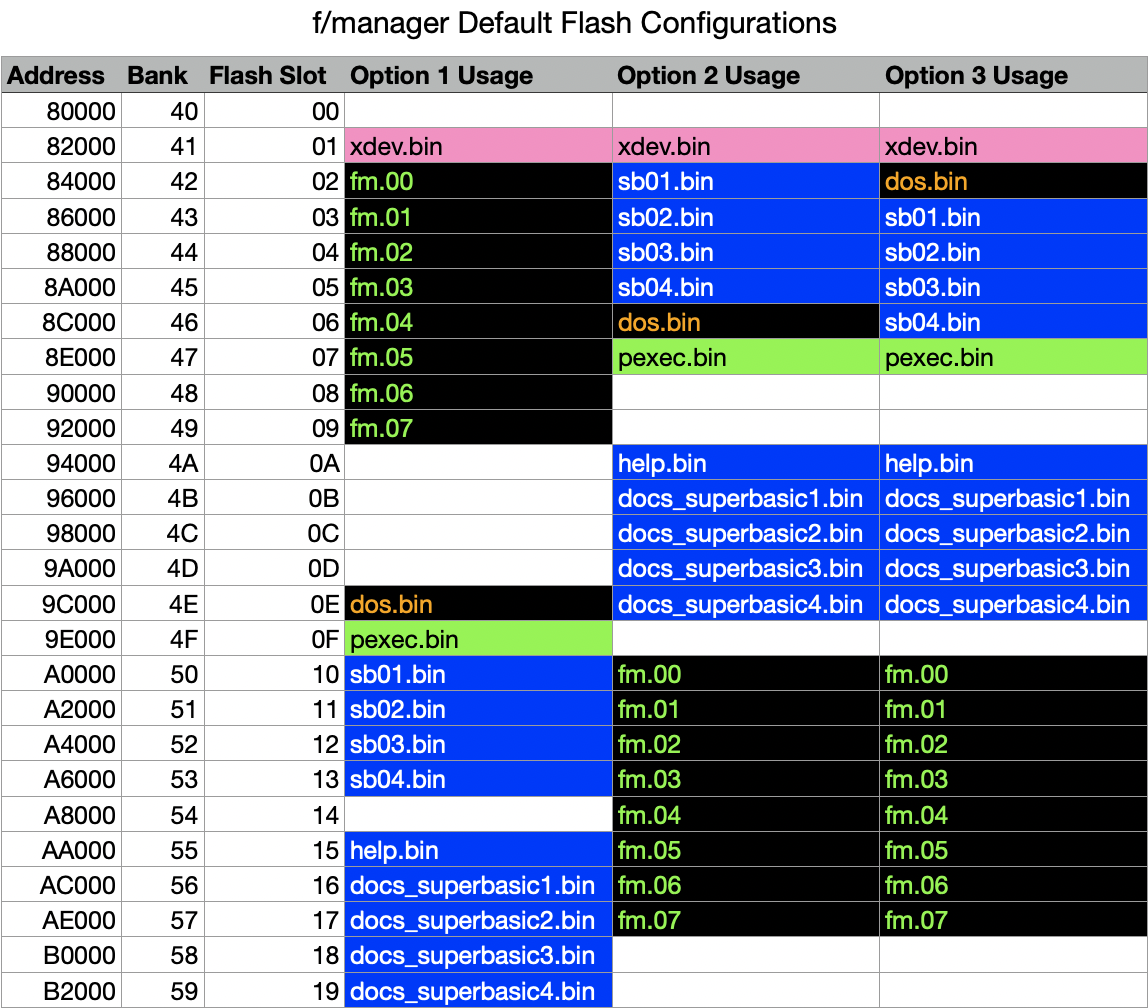 f/manager Default Flash Configurations
Address Bank Flash Slot Option 1 Usage Option 2 Usage Option 3 Usage
80000 40 00
82000 41 01 xdev.bin xdev.bin xdev.bin
84000 42 02 fm.00 sb01.bin dos.bin
86000 43 03 fm.01 sb02.bin sb01.bin
88000 44 04 fm.02 sb03.bin sb02.bin
8A000 45 05 fm.03 sb04.bin sb03.bin
8C000 46 06 fm.04 dos.bin sb04.bin
8E000 47 07 fm.05 pexec.bin pexec.bin
90000 48 08 fm.06
92000 49 09 fm.07
94000 4A 0A help.bin help.bin
96000 4B 0B docs_superbasic1.bin docs_superbasic1.bin
98000 4C 0C docs_superbasic2.bin docs_superbasic2.bin
9A000 4D 0D docs_superbasic3.bin docs_superbasic3.bin
9C000 4E 0E dos.bin docs_superbasic4.bin docs_superbasic4.bin
9E000 4F 0F pexec.bin
A0000 50 10 sb01.bin fm.00 fm.00
A2000 51 11 sb02.bin fm.01 fm.01
A4000 52 12 sb03.bin fm.02 fm.02
A6000 53 13 sb04.bin fm.03 fm.03
A8000 54 14 fm.04 fm.04
AA000 55 15 help.bin fm.05 fm.05
AC000 56 16 docs_superbasic1.bin fm.06 fm.06
AE000 57 17 docs_superbasic2.bin fm.07 fm.07
B0000 58 18 docs_superbasic3.bin
B2000 59 19 docs_superbasic4.bin